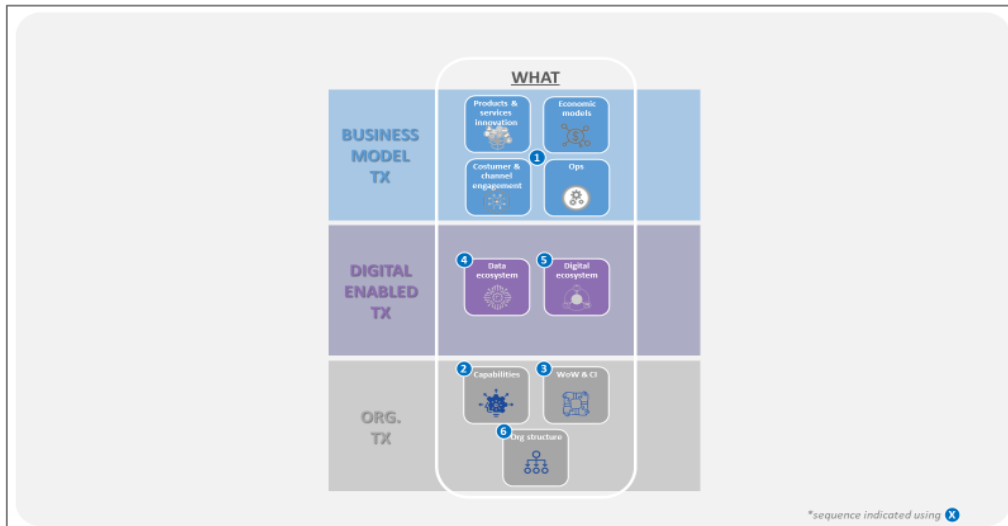 WHAT
BUSINESS
MODEL
TX
Products &
services
innovation
Economic
models
1
Costumer &
channel
engagement
Ops
DIGITAL
ENABLED
TX
4
Data
ecosystem
5
Digital
ecosystem
ORG.
TX
2
Capabilities
3
WoW & CI
6
Org structure
*sequence indicated using X